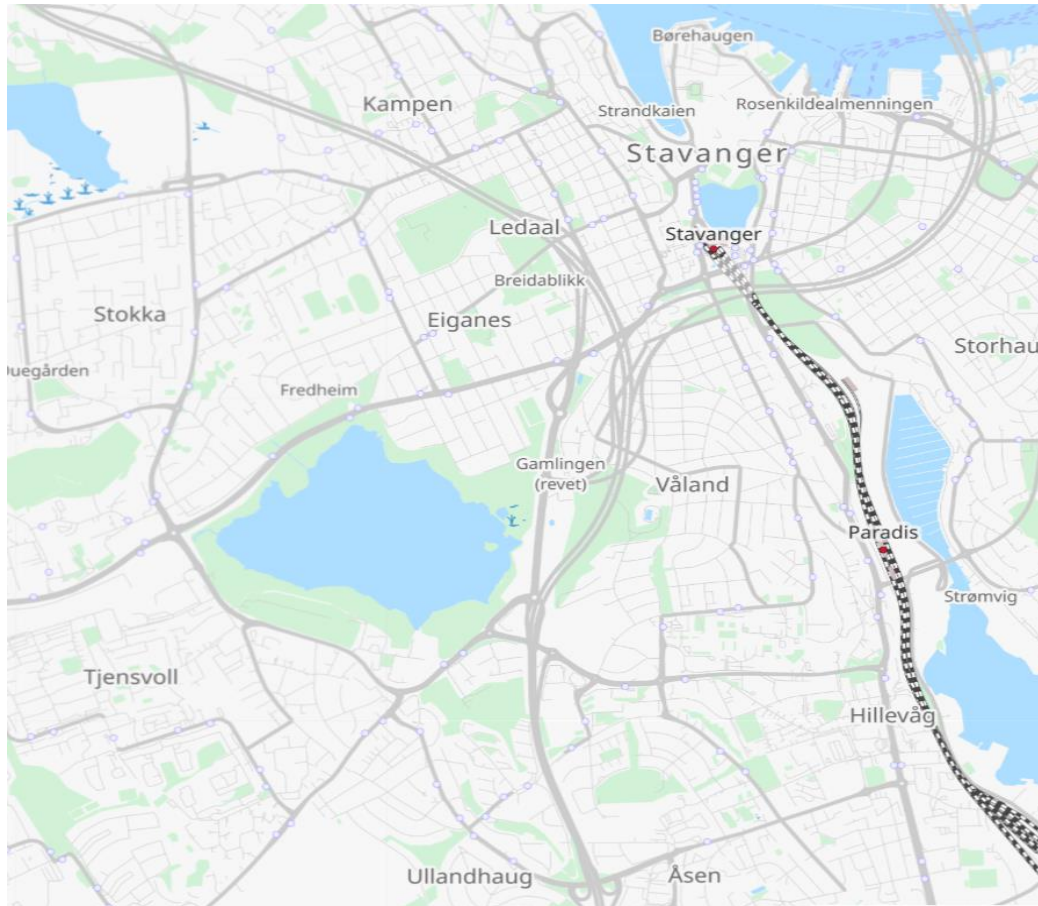 Børehaugen
Kampen
Strandkaien
Rosenkildealmenningen
Stavanger
Ledaal
Stavanger
Breidablikk
Stokka
Eiganes
Storhau
Duegården
Fredheim
Gamlingen
(revet)
Våland
Paradis
Strømvig
Tjensvoll
Hillevåg
Ullandhaug
Åsen